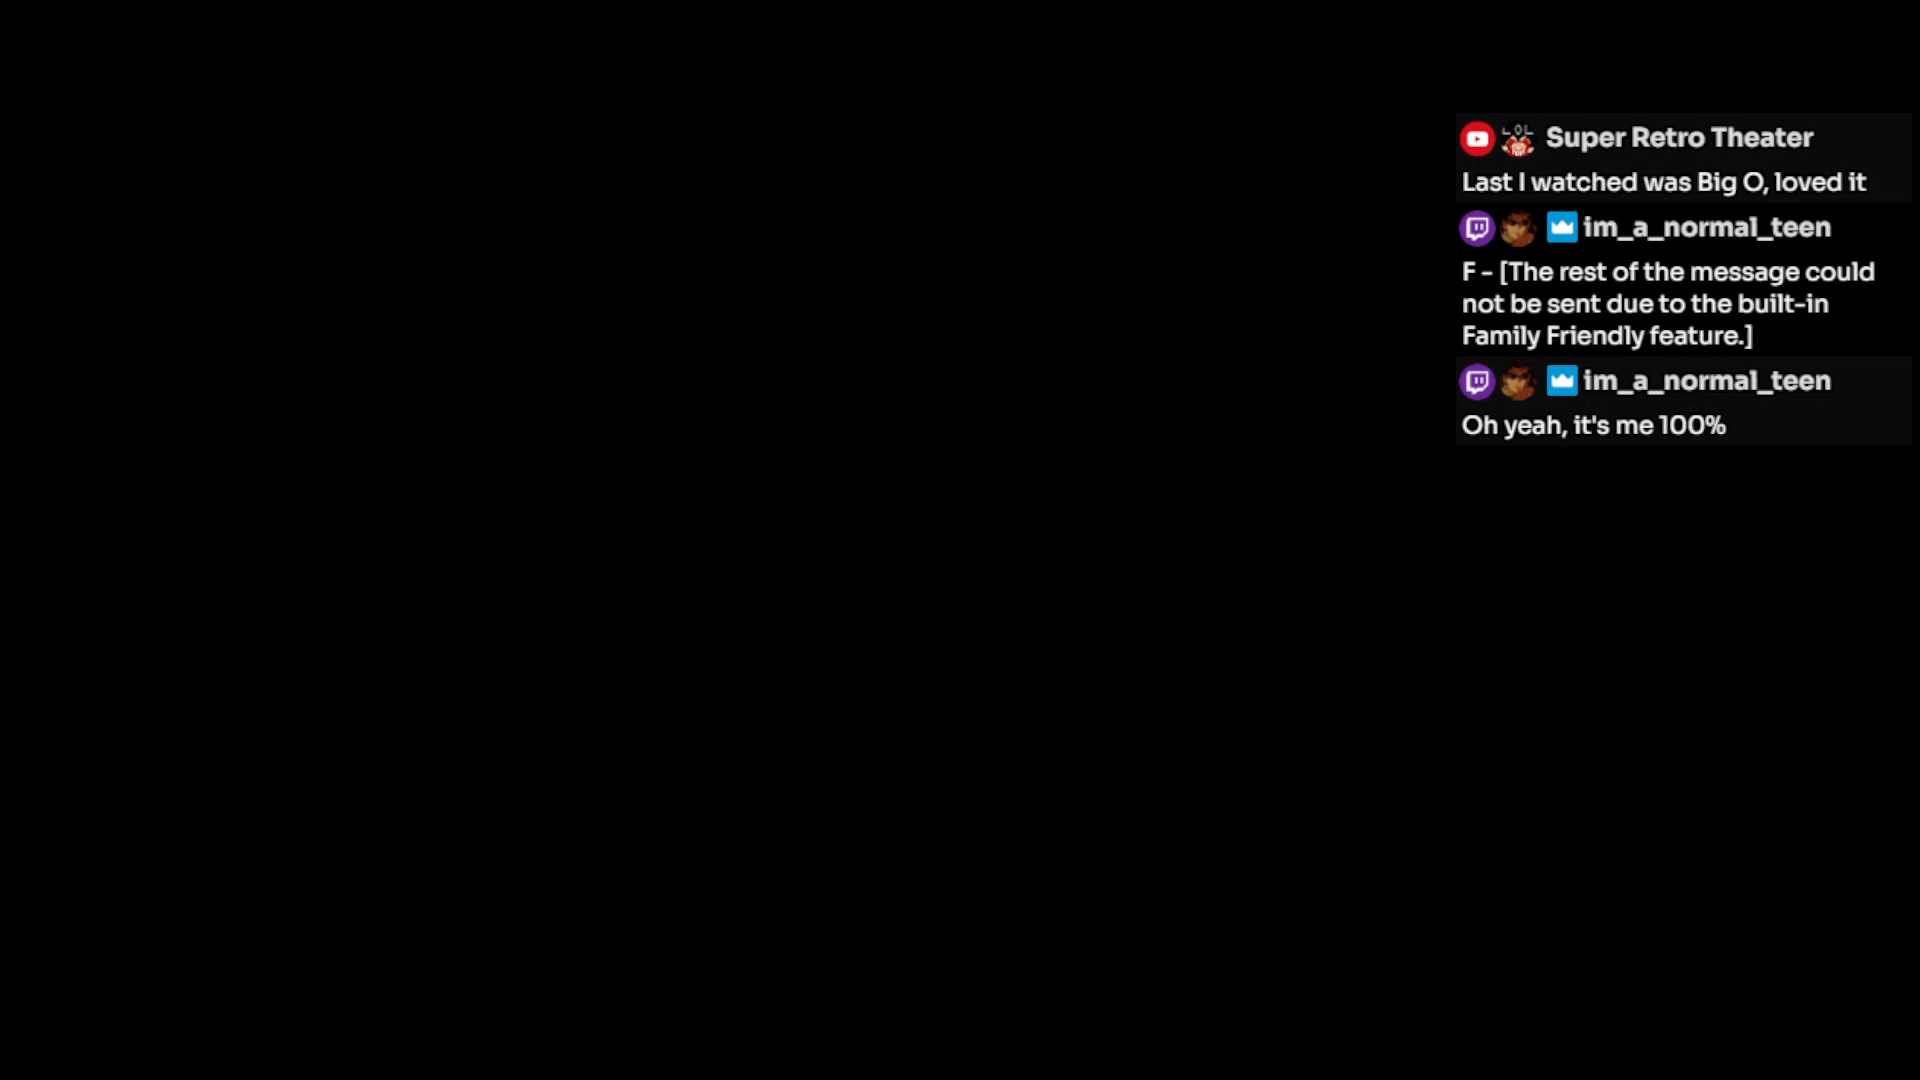 Super Retro Theater
Last I watched was Big O, loved it
im_a_normal_teen
F - [The rest of the message could
not be sent due to the built-in
Family Friendly feature.]
im_a_normal_teen
Oh yeah, it's me 100%